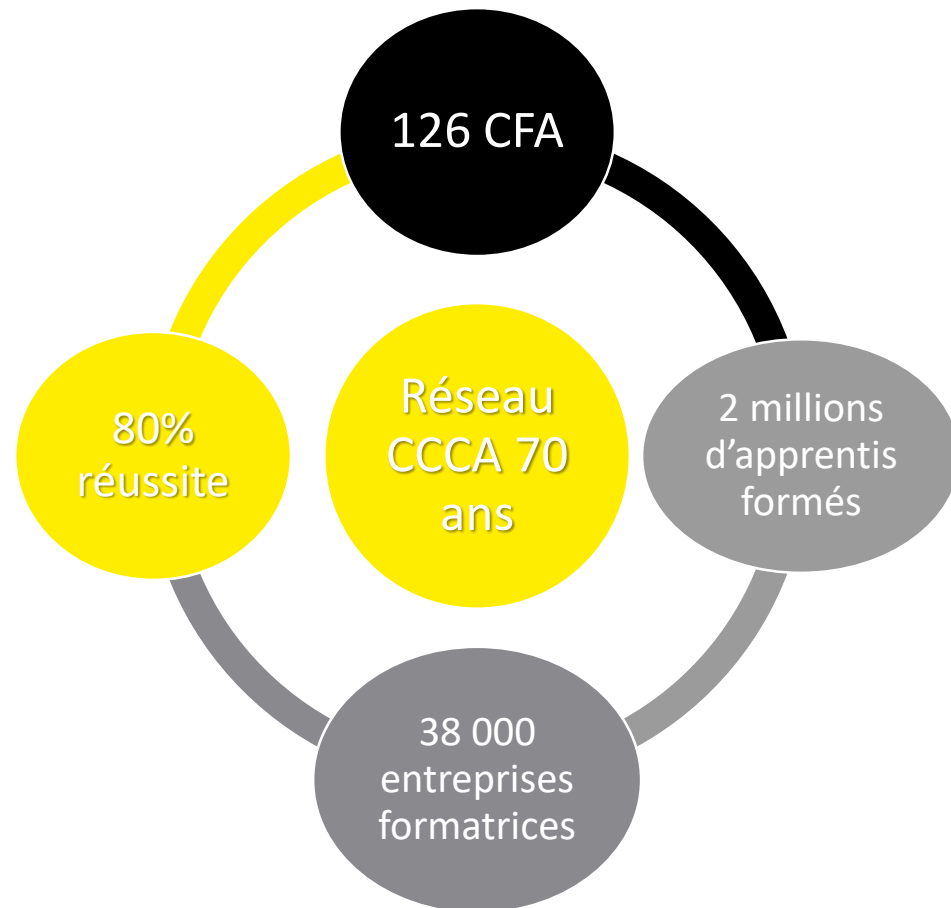 126 CFA
80%
réussite
Réseau
CCCA 70
ans
2 millions
d’apprentis
formés
38 000
entreprises
formatrices